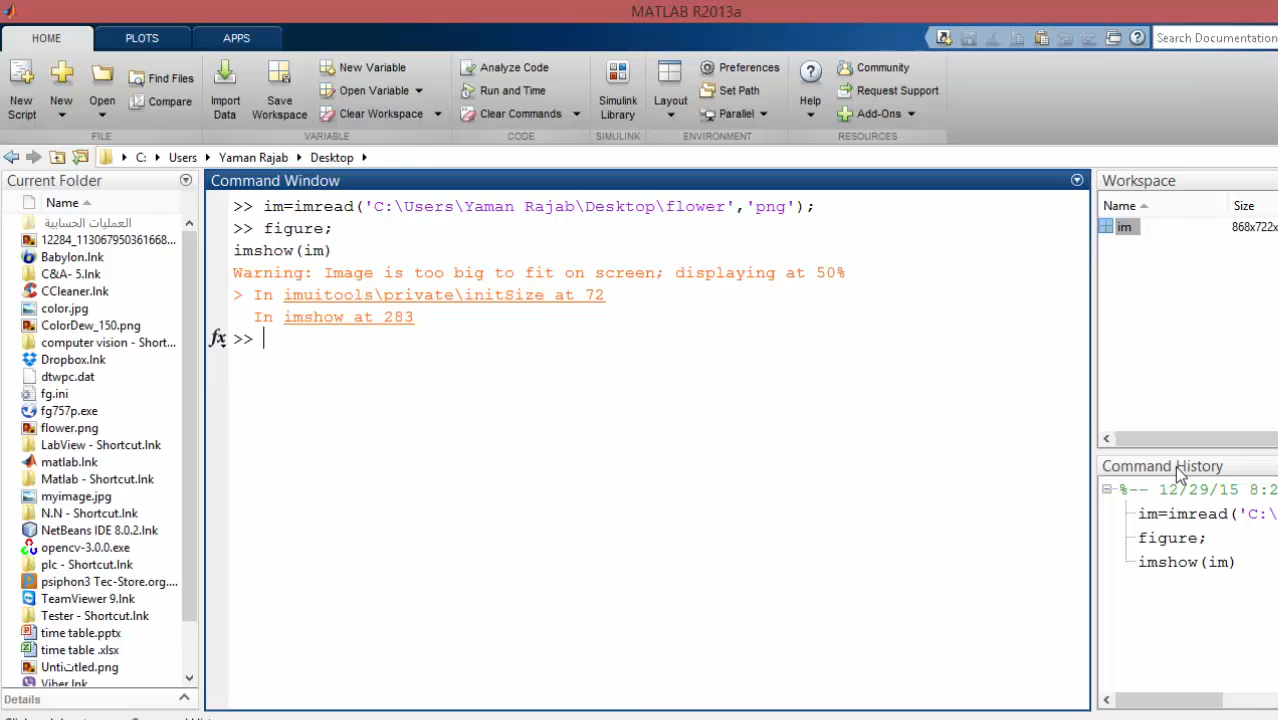 MATLAB R2013a
HOME
PLOTS
APPS
Search Documentation
New Script
New
Open
Find Files
Compare
FILE
Import Data
Save Workspace
New Variable
Open Variable
Clear Workspace
VARIABLE
Analyze Code
Run and Time
Clear Commands
CODE
Simulink Library
SIMULINK
Layout
Preferences
Set Path
Parallel
ENVIRONMENT
Help
Community
Request Support
Add-Ons
RESOURCES
C: Users Yaman Rajab Desktop
Current Folder
Name
العمليات الحسابية
12284_113067950361668...
Babylon.lnk
C&A- 5.lnk
CCleaner.lnk
color.jpg
ColorDew_150.png
computer vision - Short...
Dropbox.lnk
dtwpc.dat
fg.ini
fg757p.exe
flower.png
LabView - Shortcut.lnk
matlab.lnk
Matlab - Shortcut.lnk
myimage.jpg
N.N - Shortcut.lnk
NetBeans IDE 8.0.2.lnk
opencv-3.0.0.exe
plc - Shortcut.lnk
psiphon3 Tec-Store.org....
TeamViewer 9.lnk
Tester - Shortcut.lnk
time table.pptx
time table .xlsx
Viber.lnk
Details
Command Window
>> im=imread('C:\Users\Yaman Rajab\Desktop\flower','png');
>> figure;
imshow(im)
Warning: Image is too big to fit on screen; displaying at 50%
> In imuitools\private\initSize at 72
In imshow at 283
fx >>
Workspace
Name Size
im 868x722x
Command History
%-- 12/29/15 8:2
im=imread('C:\
figure;
imshow(im)